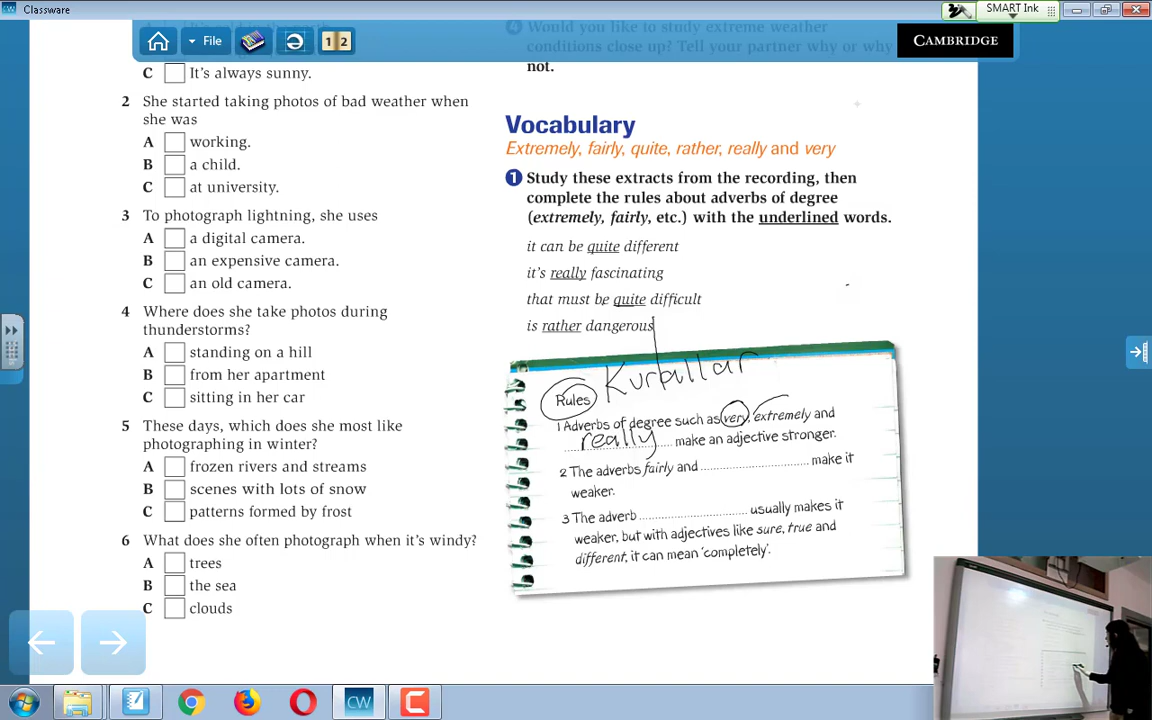 Classware
SMART Ink
File
1 2
CAMBRIDGE
C It's always sunny.
2 She started taking photos of bad weather when
she was
A working.
B a child.
C at university.
3 To photograph lightning, she uses
A a digital camera.
B an expensive camera.
C an old camera.
4 Where does she take photos during
thunderstorms?
A standing on a hill
B from her apartment
C sitting in her car
5 These days, which does she most like
photographing in winter?
A frozen rivers and streams
B scenes with lots of snow
C patterns formed by frost
6 What does she often photograph when it's windy?
A trees
B the sea
C clouds
4 Would you like to study extreme weather
conditions close up? Tell your partner why or why
not.
Vocabulary
Extremely, fairly, quite, rather, really and very
1 Study these extracts from the recording, then
complete the rules about adverbs of degree
(extremely, fairly, etc.) with the underlined words.
it can be quite different
it's really fascinating
that must be quite difficult
is rather dangerous
Kurallar
Rules
1 Adverbs of degree such as very, extremely and
really make an adjective stronger.
2 The adverbs fairly and ........................ make it
weaker.
3 The adverb ........................ usually makes it
weaker, but with adjectives like sure, true and
different, it can mean 'completely'.
CW